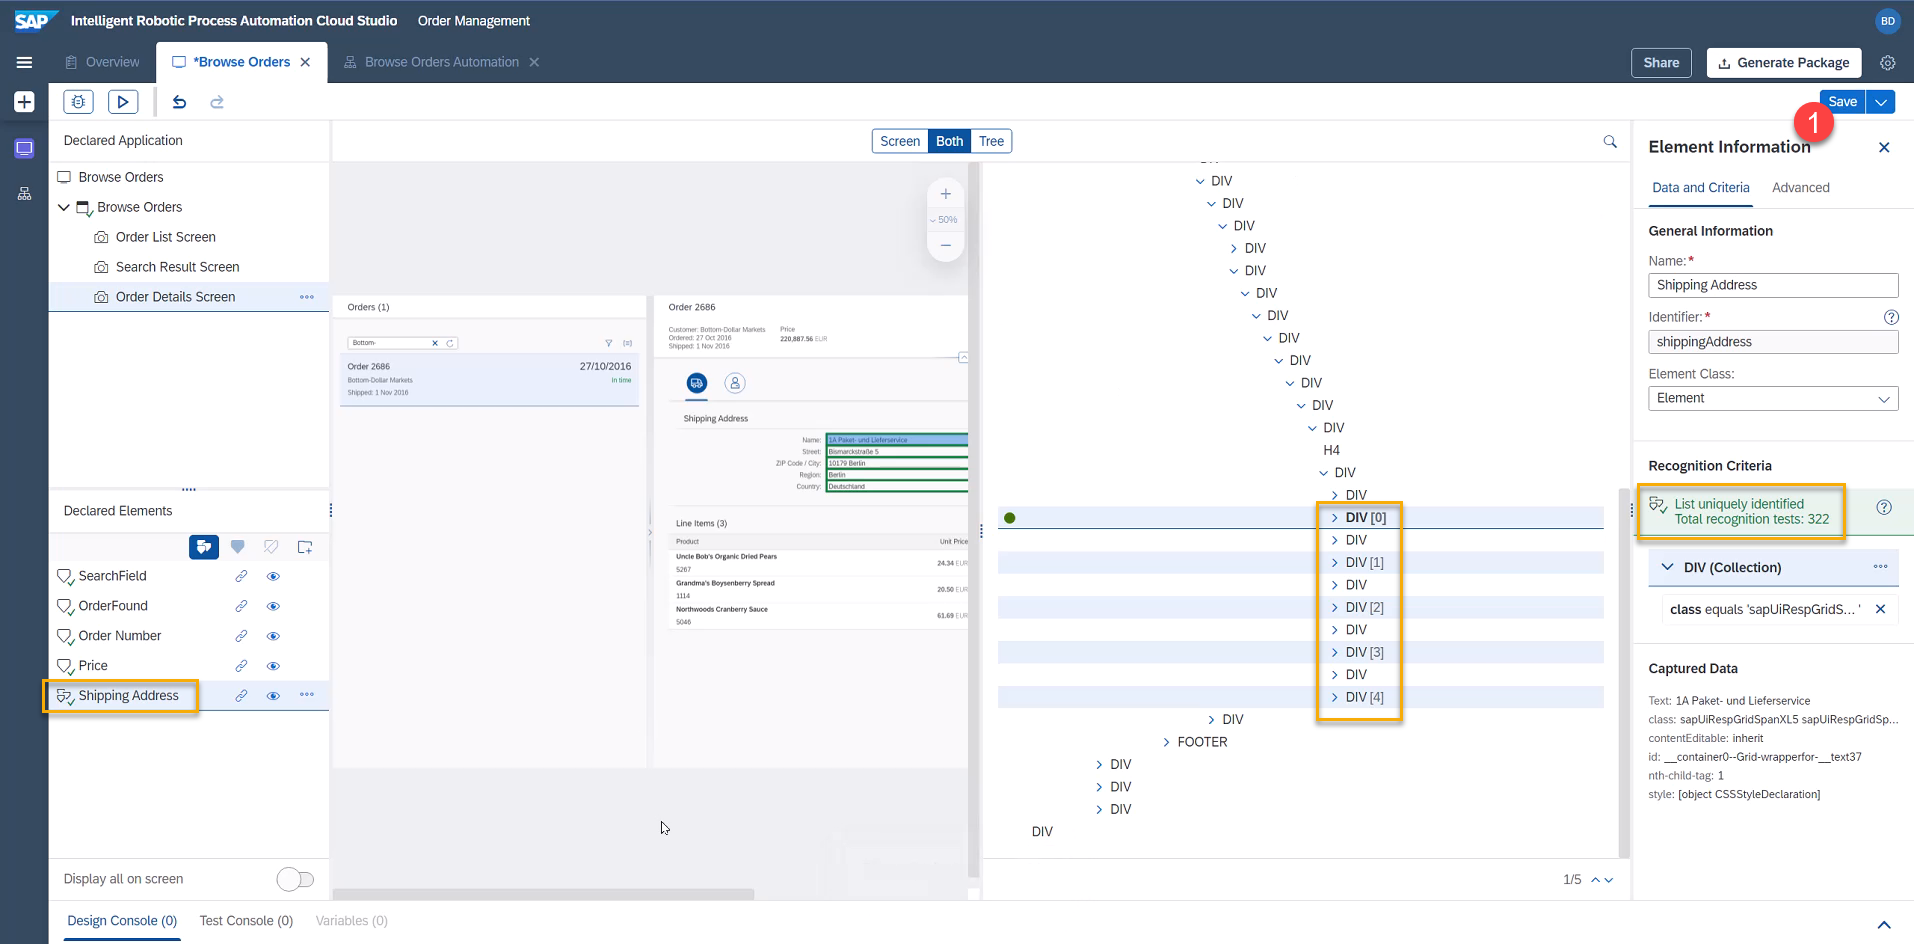 SAP Intelligent Robotic Process Automation Cloud Studio Order Management BD
Overview *Browse Orders Browse Orders Automation Share Generate Package
Save
1
Declared Application
Browse Orders
Browse Orders
Order List Screen
Search Result Screen
Order Details Screen
Declared Elements
SearchField
OrderFound
Order Number
Price
Shipping Address
Display all on screen
Screen Both Tree
50%
Orders (1)
Bottom-
Order 2686 27/10/2016
Bottom-Dollar Markets in time
Shipped: 1 Nov 2016
Order 2686
Customer: Bottom-Dollar Markets Price
Ordered: 27 Oct 2016 220,887.56 EUR
Shipped: 1 Nov 2016
Shipping Address
Name: 1A Paket- und Lieferservice
Street: Bismarckstraße 5
ZIP Code / City: 10179 Berlin
Region: Berlin
Country: Deutschland
Line Items (3)
Product Unit Price
Uncle Bob's Organic Dried Pears 24.34 EUR
5267
Grandma's Boysenberry Spread 20.50 EUR
1114
Northwoods Cranberry Sauce 61.69 EUR
5046
DIV
DIV
DIV
DIV
DIV
DIV
DIV
DIV
DIV
DIV
DIV
DIV
H4
DIV
DIV
DIV [0]
DIV
DIV [1]
DIV
DIV [2]
DIV
DIV [3]
DIV
DIV [4]
DIV
FOOTER
DIV
DIV
DIV
DIV
1/5
Element Information
Data and Criteria Advanced
General Information
Name: *
Shipping Address
Identifier: *
shippingAddress
Element Class:
Element
Recognition Criteria
List uniquely identified
Total recognition tests: 322
DIV (Collection)
class equals 'sapUiRespGridS... '
Captured Data
Text: 1A Paket- und Lieferservice
class: sapUiRespGridSpanXL5 sapUiRespGridSp...
contentEditable: inherit
id: __container0--Grid-wrapperfor-__text37
nth-child-tag: 1
style: [object CSSStyleDeclaration]
Design Console (0) Test Console (0) Variables (0)